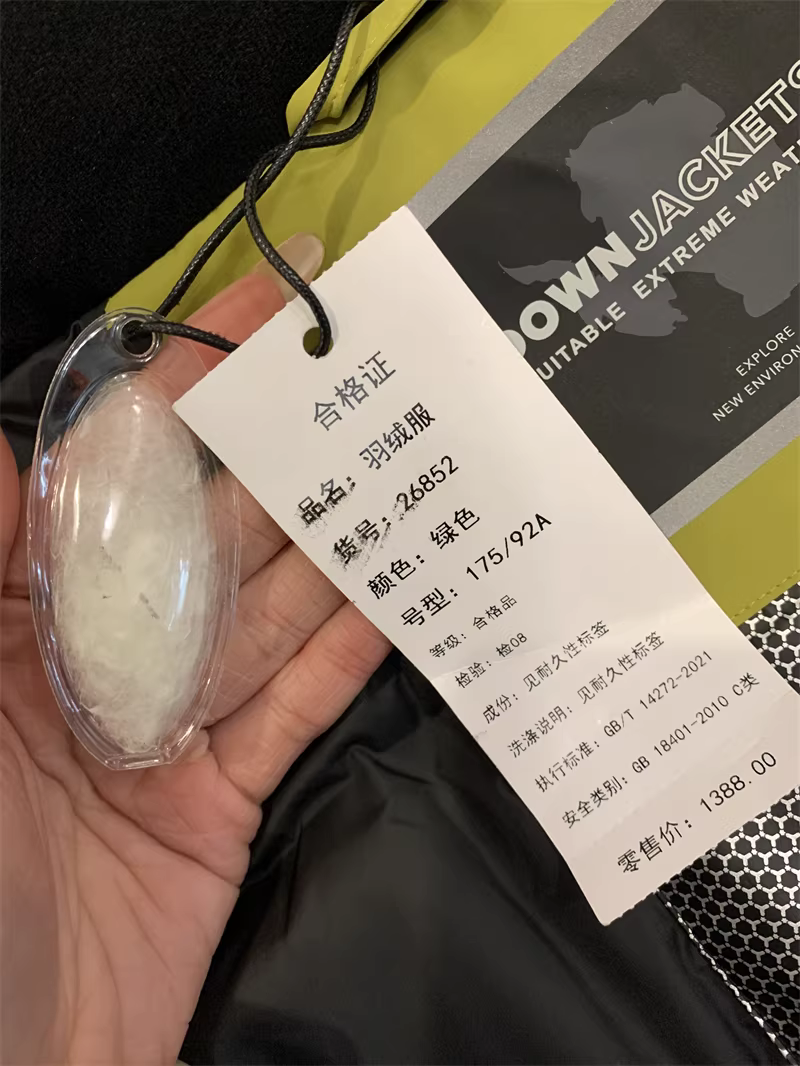 合格证
品名：羽绒服
货号：26852
颜色：绿色
号型：175/92A
等级：合格品
检验：检08
成份：见耐久性标签
洗涤说明：见耐久性标签
执行标准：GB/T 14272-2021
安全类别：GB 18401-2010 C类
零售价：1388.00
DOWN JACKETS
SUITABLE EXTREME WEAT
EXPLORE
NEW ENVIRON